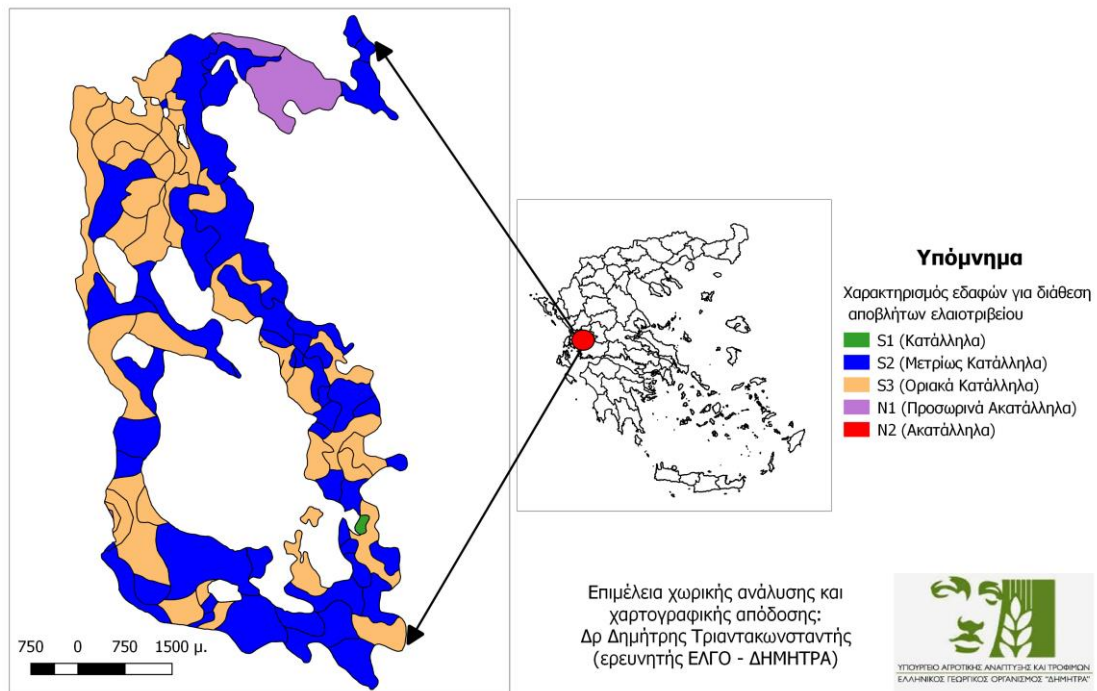 Υπόμνημα
Χαρακτηρισμός εδαφών για διάθεση
αποβλήτων ελαιοτριβείου
S1 (Κατάλληλα)
S2 (Μετρίως Κατάλληλα)
S3 (Οριακά Κατάλληλα)
N1 (Προσωρινά Ακατάλληλα)
N2 (Ακατάλληλα)
Επιμέλεια χωρικής ανάλυσης και
χαρτογραφικής απόδοσης:
Δρ Δημήτρης Τριαντακωνσταντής
(ερευνητής ΕΛΓΟ - ΔΗΜΗΤΡΑ)
750 0 750 1500 μ.
ΥΠΟΥΡΓΕΙΟ ΑΓΡΟΤΙΚΗΣ ΑΝΑΠΤΥΞΗΣ ΚΑΙ ΤΡΟΦΙΜΩΝ
ΕΛΛΗΝΙΚΟΣ ΓΕΩΡΓΙΚΟΣ ΟΡΓΑΝΙΣΜΟΣ "ΔΗΜΗΤΡΑ"